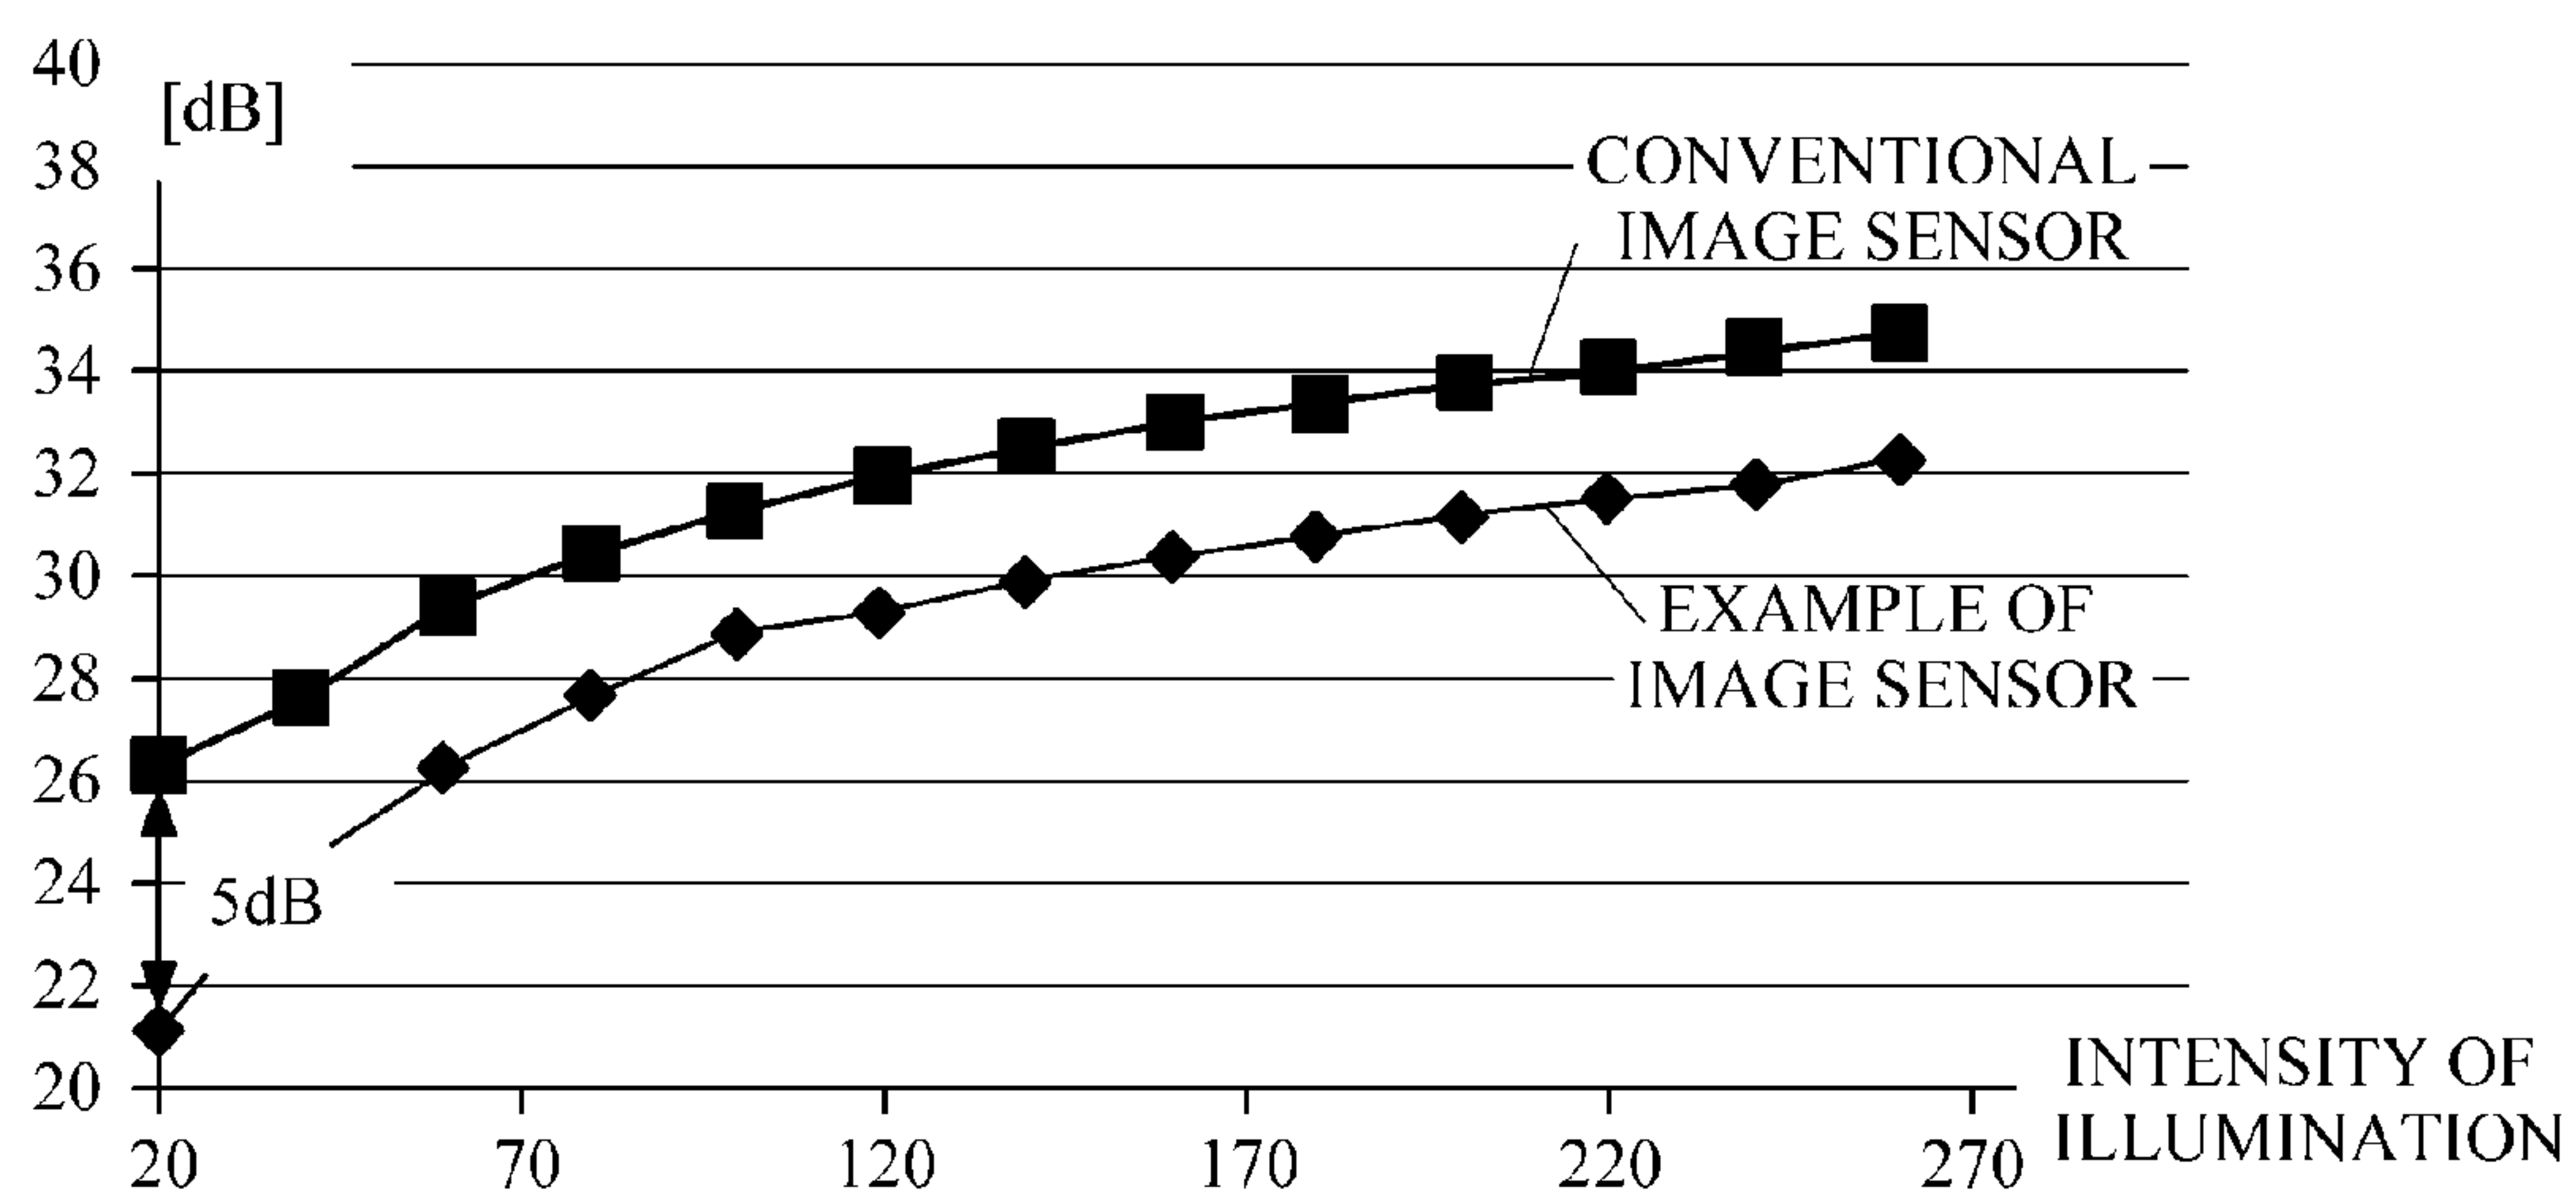 40
[dB]
38
CONVENTIONAL
IMAGE SENSOR
36
34
32
30
EXAMPLE OF
IMAGE SENSOR
28
26
24
5dB
22
20
INTENSITY OF
ILLUMINATION
20 70 120 170 220 270